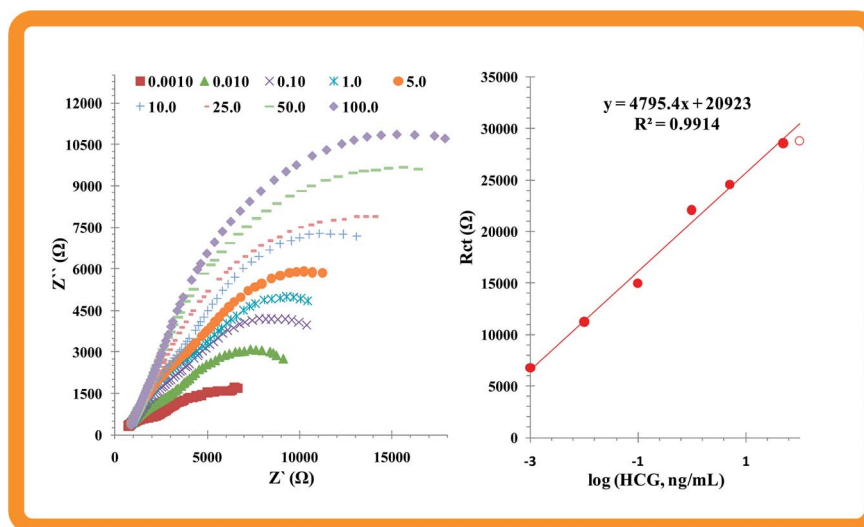 0.0010 0.010 0.10 1.0 5.0
10.0 25.0 50.0 100.0
12000
10500
9000
7500
6000
4500
3000
1500
0
Z`` (Ω)
0 5000 10000 15000
Z` (Ω)
y = 4795.4x + 20923
R² = 0.9914
35000
30000
25000
20000
15000
10000
5000
0
Rct (Ω)
-3 -1 1
log (HCG, ng/mL)